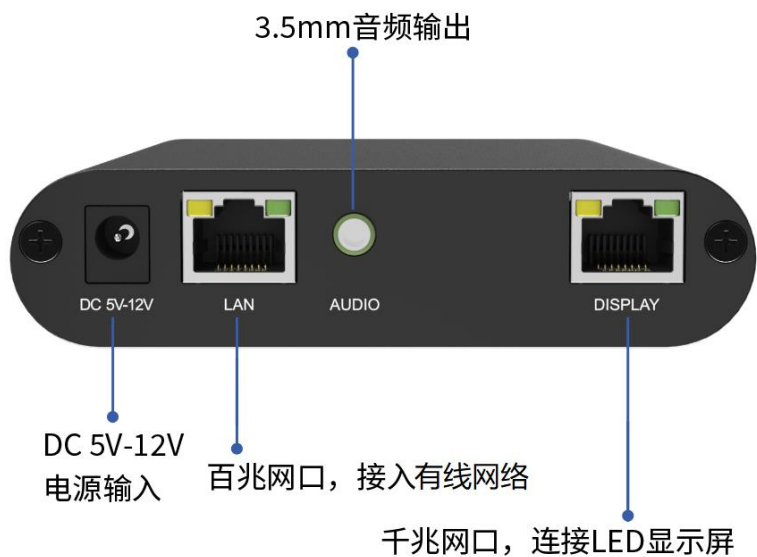 3.5mm音频输出
DC 5V-12V
LAN
AUDIO
DISPLAY
DC 5V-12V
电源输入
百兆网口，接入有线网络
千兆网口，连接LED显示屏